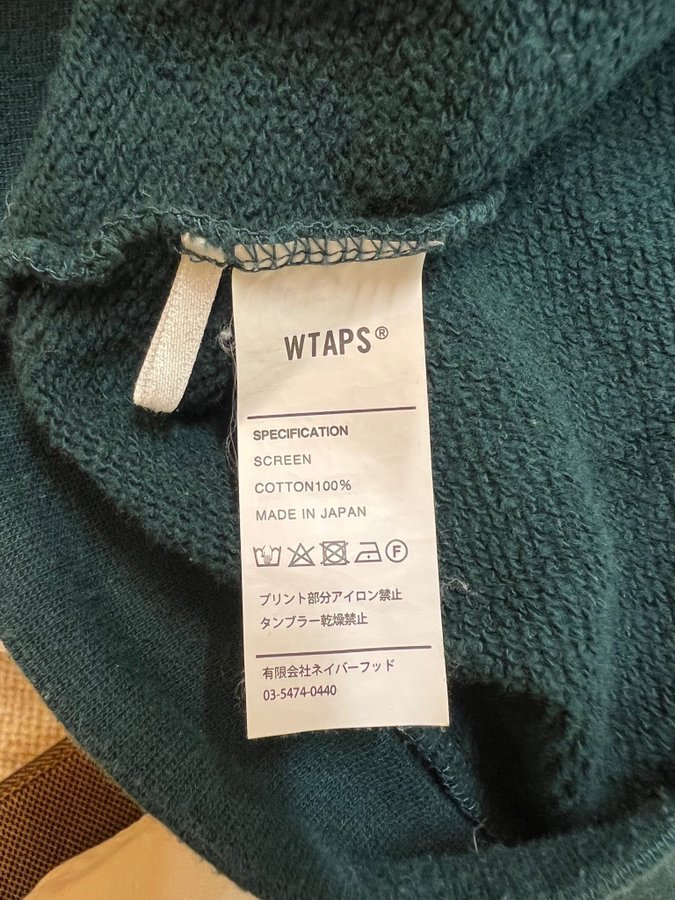 WTAPS®
SPECIFICATION
SCREEN
COTTON100%
MADE IN JAPAN
F
プリント部分アイロン禁止
タンブラー乾燥禁止
有限会社ネイバーフッド
03-5474-0440